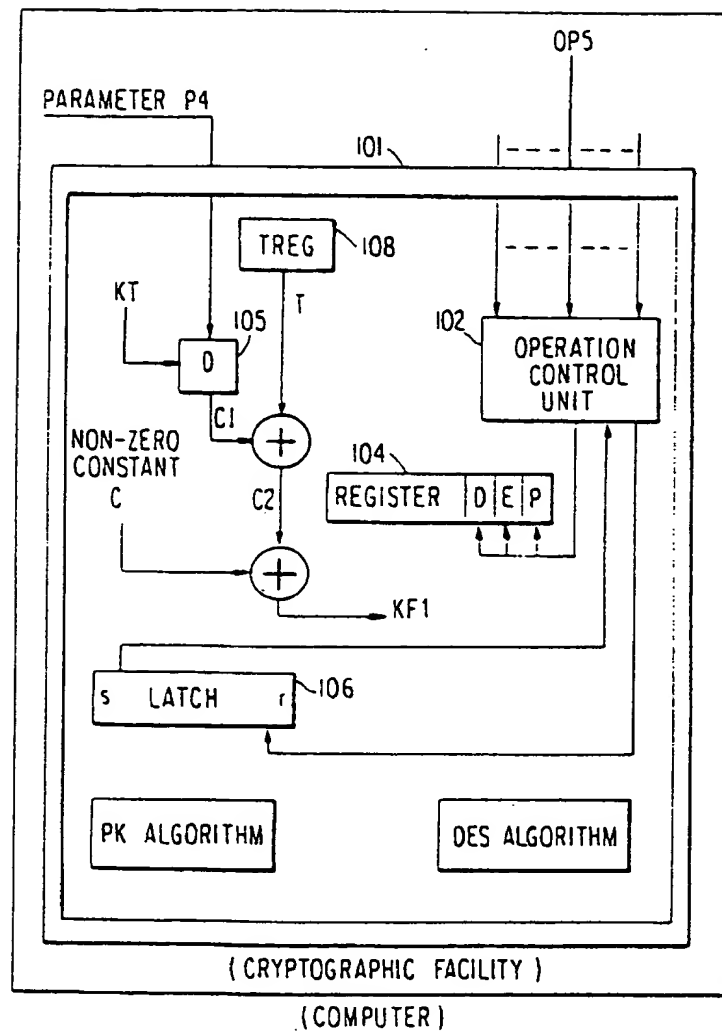 OPS
PARAMETER P4
101
TREG
108
KT
T
105
D
102
OPERATION
CONTROL
UNIT
C1
NON-ZERO
CONSTANT
C
104
REGISTER D E P
C2
KF1
106
S LATCH r
PK ALGORITHM
DES ALGORITHM
(CRYPTOGRAPHIC FACILITY)
(COMPUTER)